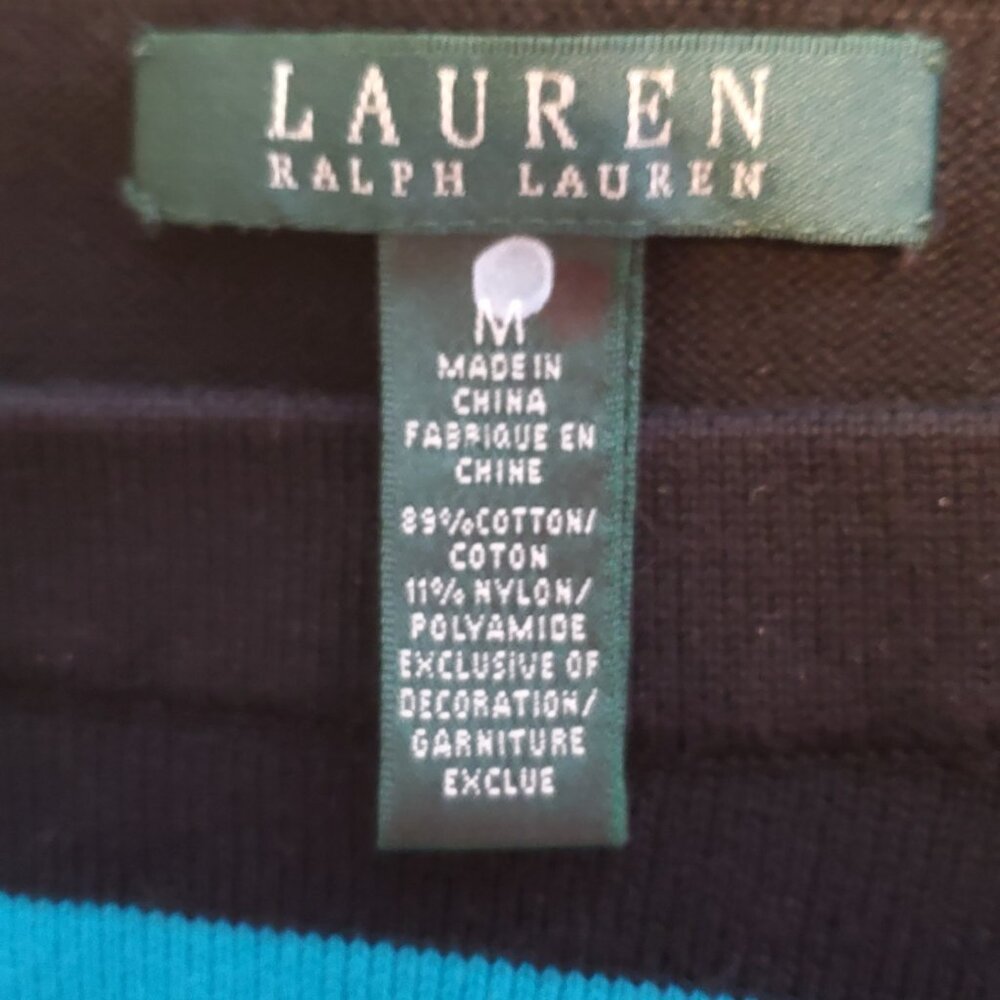 LAUREN
RALPH LAUREN
M
MADE IN
CHINA
FABRIQUE EN
CHINE
89%COTTON/
COTON
11% NYLON/
POLYAMIDE
EXCLUSIVE OF
DECORATION/
GARNITURE
EXCLUE